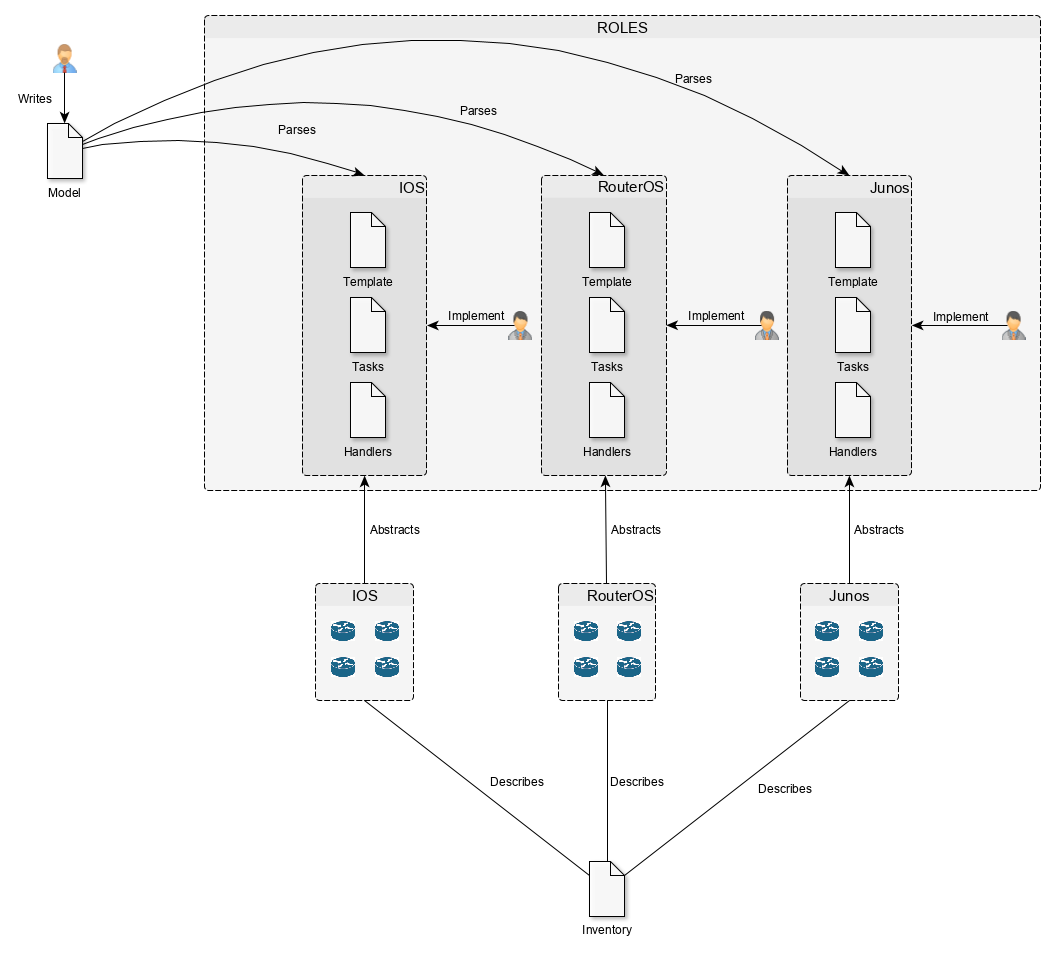 ROLES
Writes
Parses
Parses
Parses
Model
IOS
RouterOS
Junos
Template
Template
Template
Implement
Implement
Implement
Tasks
Tasks
Tasks
Handlers
Handlers
Handlers
Abstracts
Abstracts
Abstracts
IOS
RouterOS
Junos
Describes
Describes
Describes
Inventory